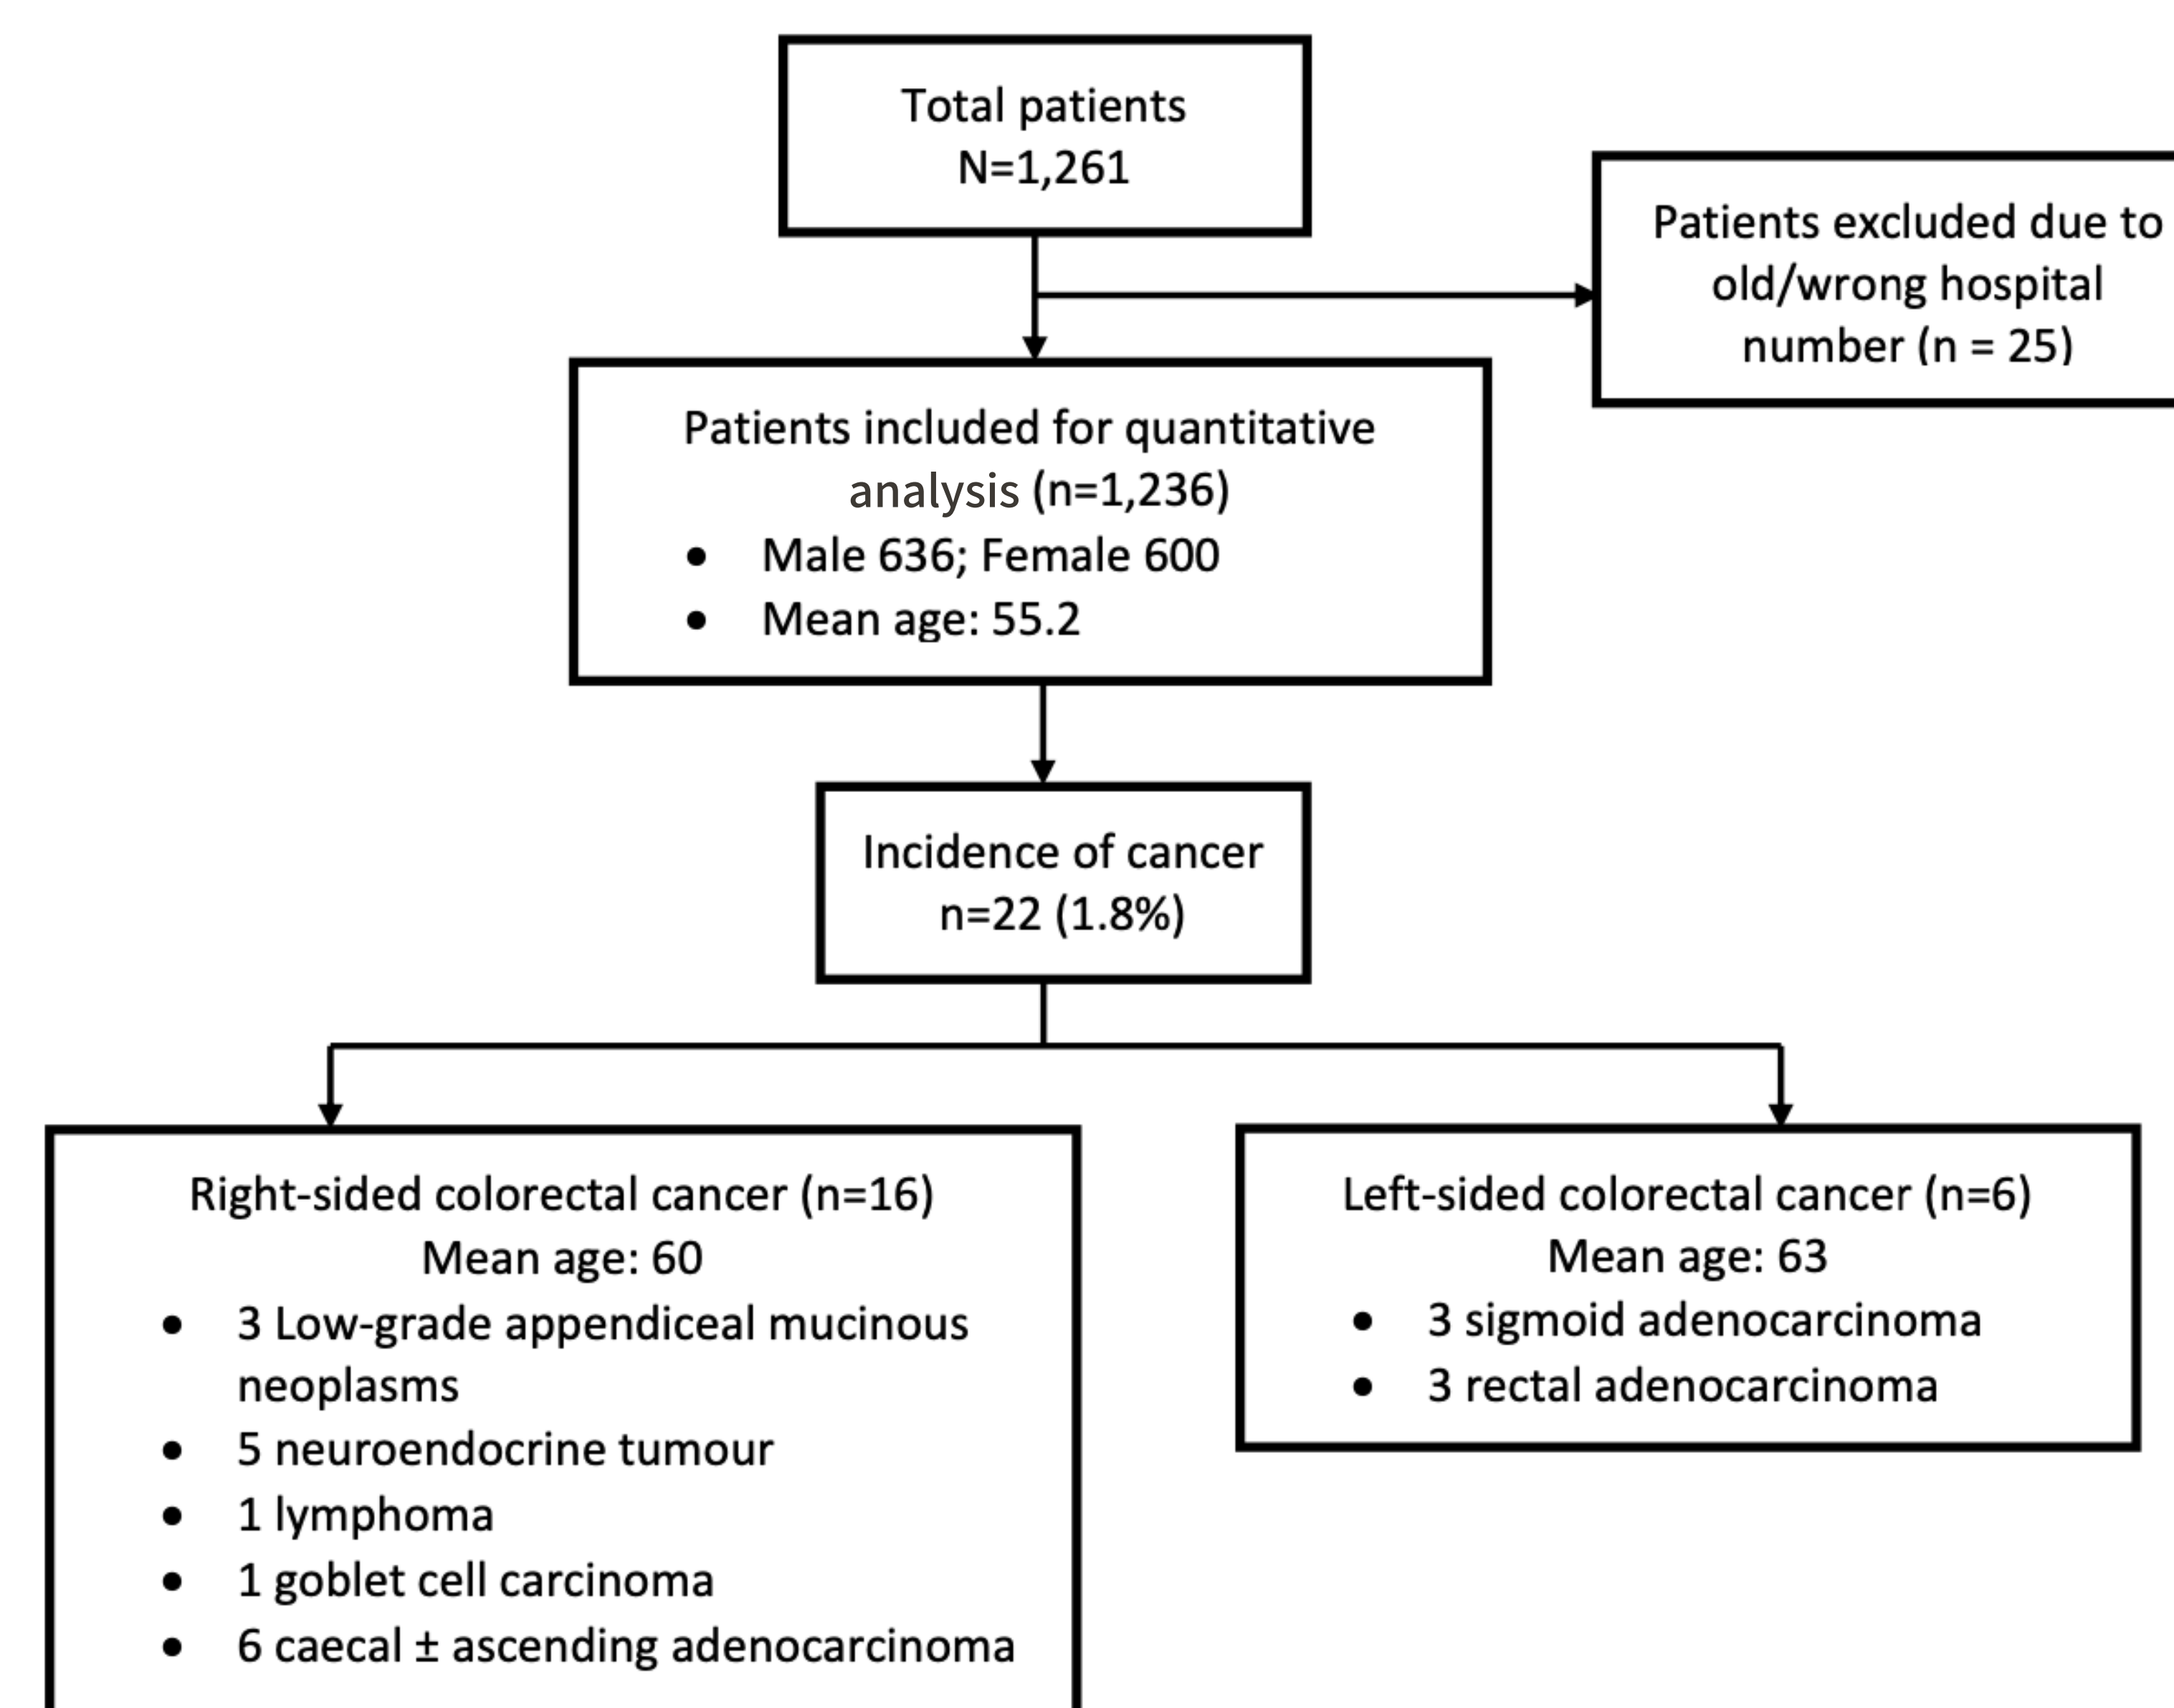 Total patients
N=1,261
Patients excluded due to
old/wrong hospital
number (n = 25)
Patients included for quantitative
analysis (n=1,236)
• Male 636; Female 600
• Mean age: 55.2
Incidence of cancer
n=22 (1.8%)
Right-sided colorectal cancer (n=16)
Mean age: 60
• 3 Low-grade appendiceal mucinous
neoplasms
• 5 neuroendocrine tumour
• 1 lymphoma
• 1 goblet cell carcinoma
• 6 caecal ± ascending adenocarcinoma
Left-sided colorectal cancer (n=6)
Mean age: 63
• 3 sigmoid adenocarcinoma
• 3 rectal adenocarcinoma